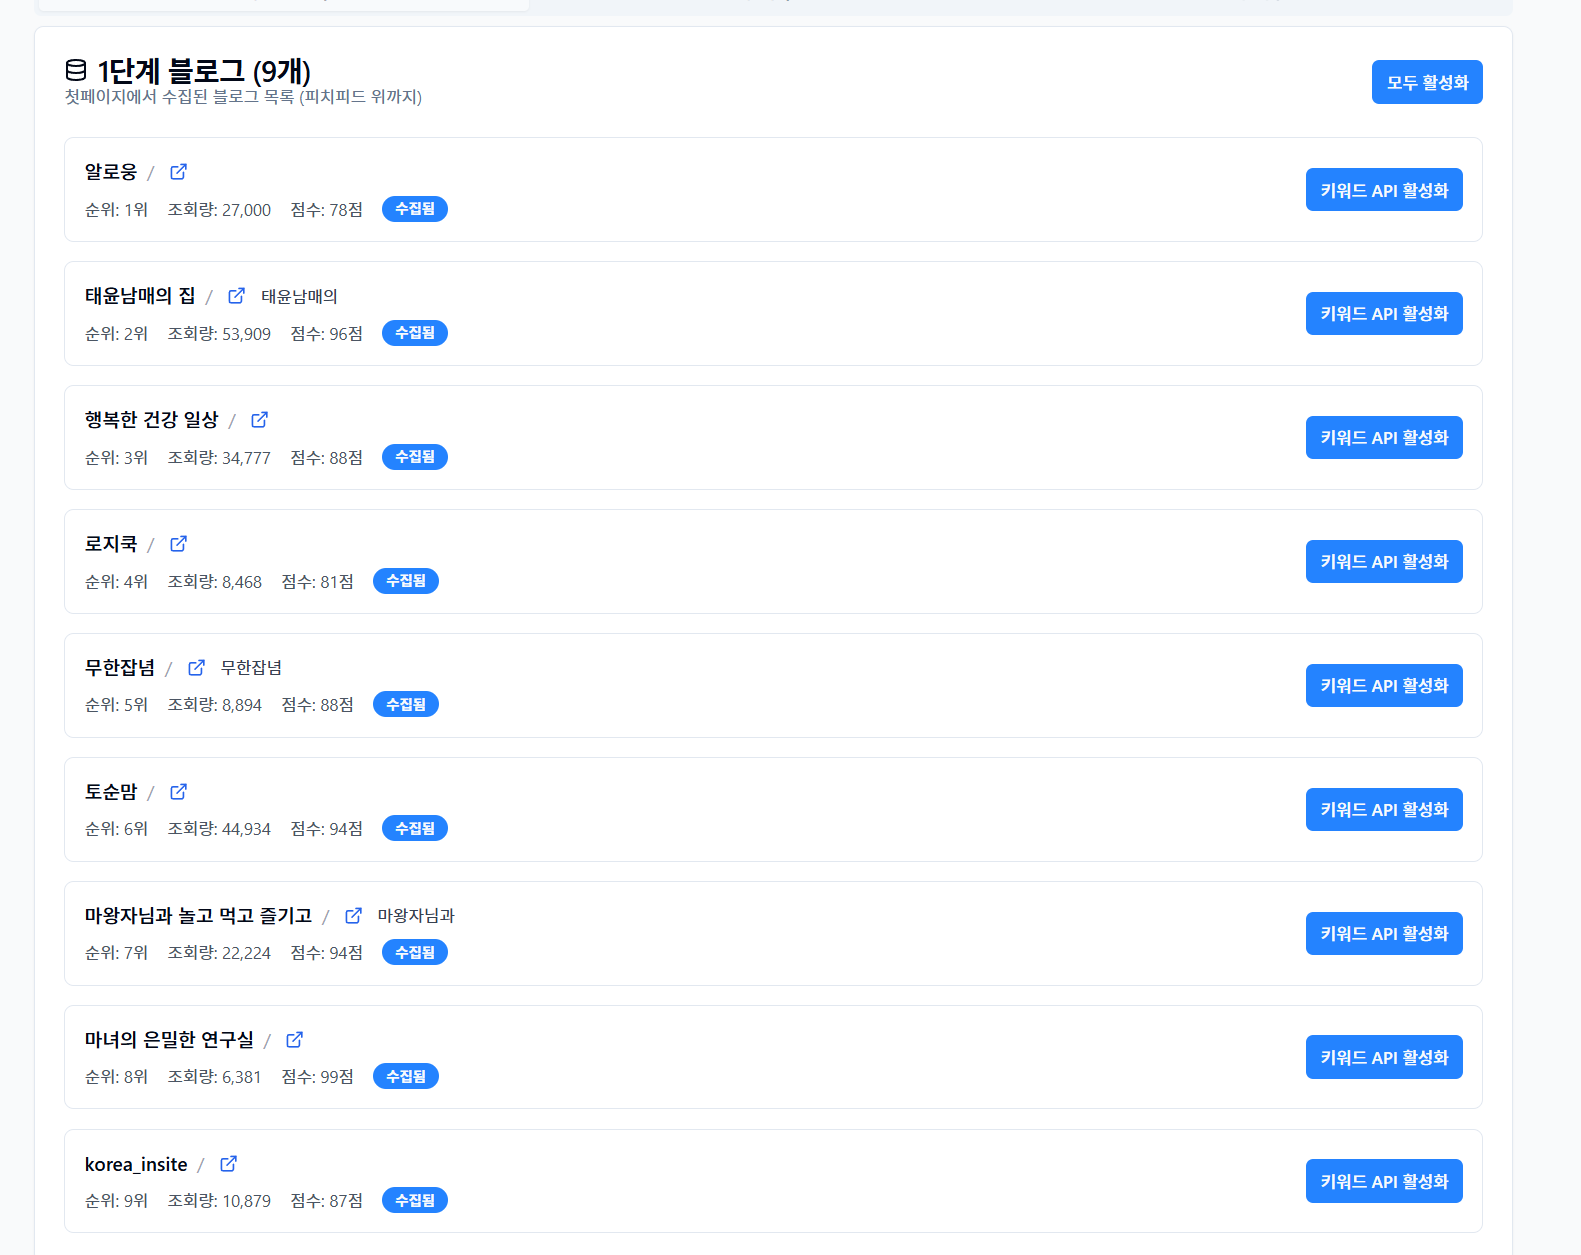 1단계 블로그 (9개)
첫페이지에서 수집된 블로그 목록 (피치피드 위까지)
모두 활성화
알로웅 /
순위: 1위 조회량: 27,000 점수: 78점 수집됨
키워드 API 활성화
태윤남매의 집 / 태윤남매의
순위: 2위 조회량: 53,909 점수: 96점 수집됨
키워드 API 활성화
행복한 건강 일상 /
순위: 3위 조회량: 34,777 점수: 88점 수집됨
키워드 API 활성화
로지쿡 /
순위: 4위 조회량: 8,468 점수: 81점 수집됨
키워드 API 활성화
무한잡념 / 무한잡념
순위: 5위 조회량: 8,894 점수: 88점 수집됨
키워드 API 활성화
토순맘 /
순위: 6위 조회량: 44,934 점수: 94점 수집됨
키워드 API 활성화
마왕자님과 놀고 먹고 즐기고 / 마왕자님과
순위: 7위 조회량: 22,224 점수: 94점 수집됨
키워드 API 활성화
마녀의 은밀한 연구실 /
순위: 8위 조회량: 6,381 점수: 99점 수집됨
키워드 API 활성화
korea_insite /
순위: 9위 조회량: 10,879 점수: 87점 수집됨
키워드 API 활성화